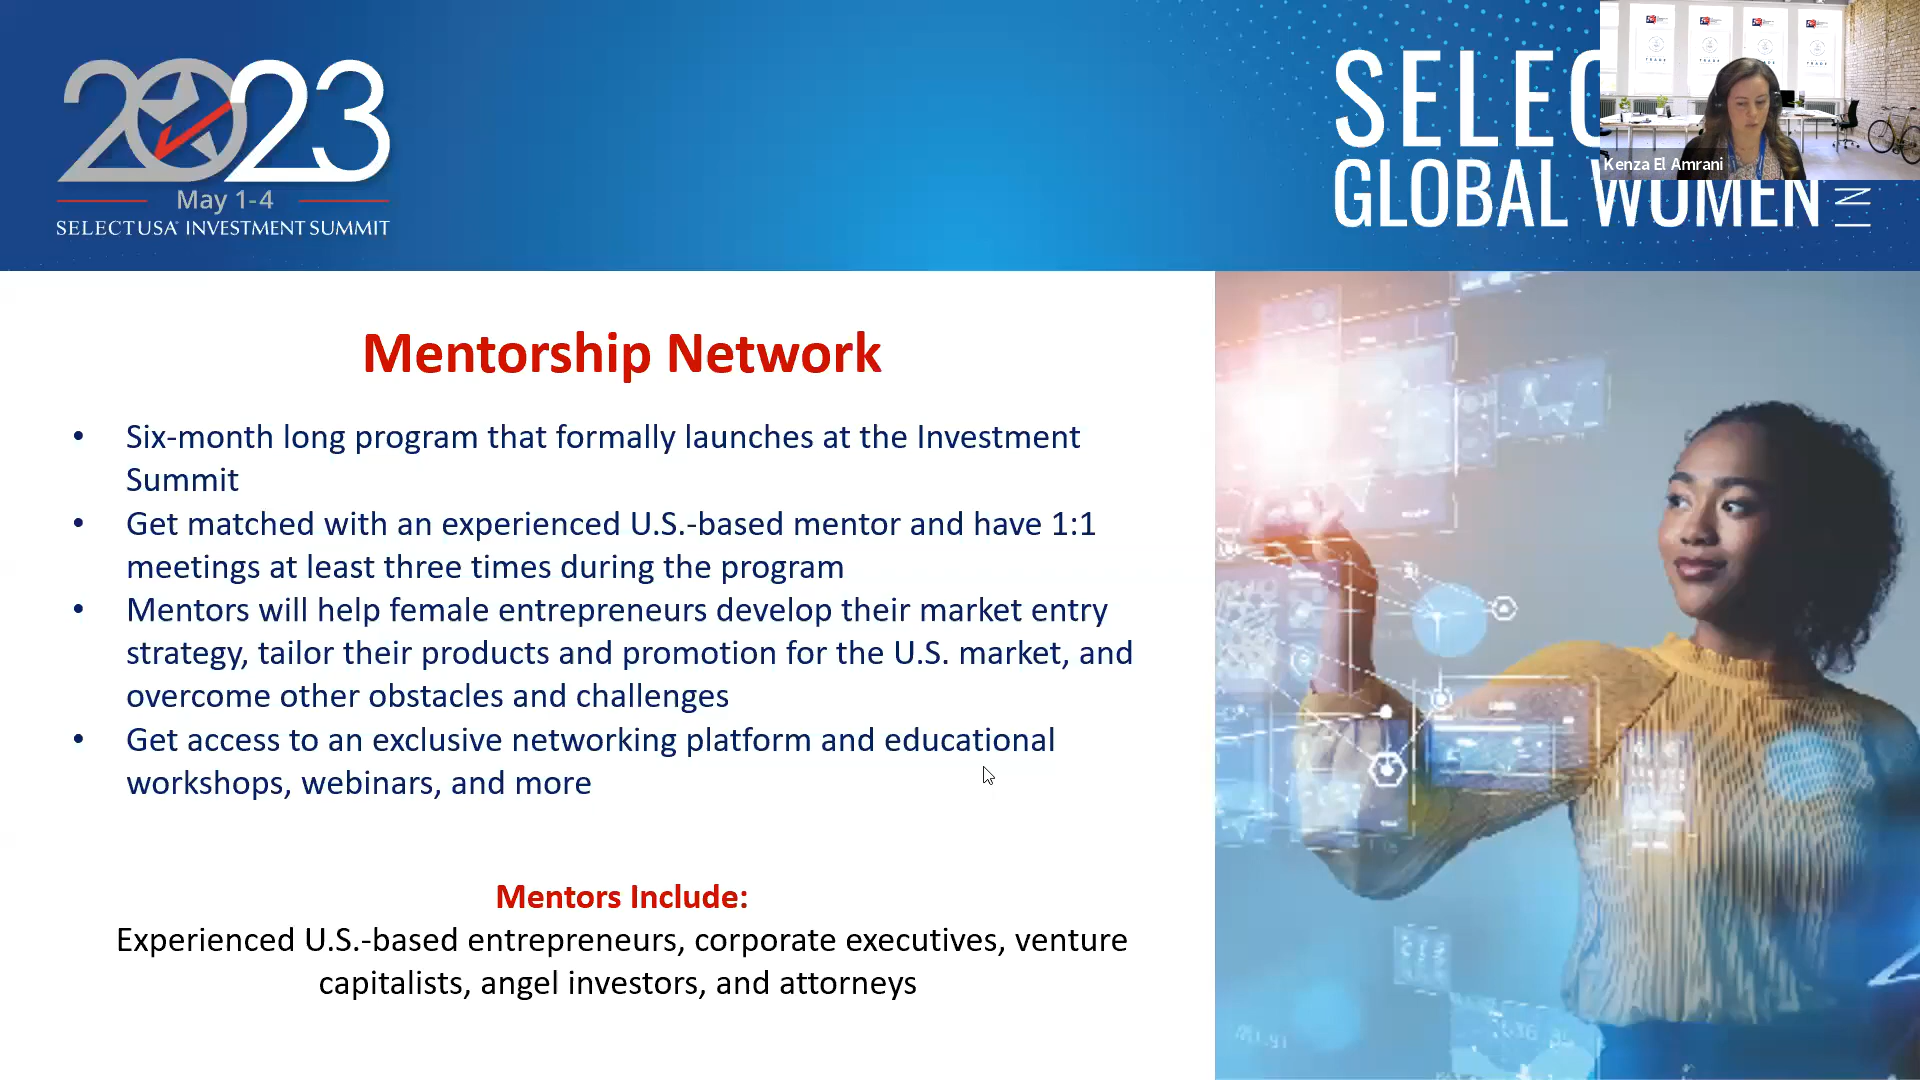 2023
May 1-4
SELECTUSA INVESTMENT SUMMIT
SELEC
GLOBAL WOMEN
IN
Kenza El Amrani
Mentorship Network
• Six-month long program that formally launches at the Investment
Summit
• Get matched with an experienced U.S.-based mentor and have 1:1
meetings at least three times during the program
• Mentors will help female entrepreneurs develop their market entry
strategy, tailor their products and promotion for the U.S. market, and
overcome other obstacles and challenges
• Get access to an exclusive networking platform and educational
workshops, webinars, and more
Mentors Include:
Experienced U.S.-based entrepreneurs, corporate executives, venture
capitalists, angel investors, and attorneys